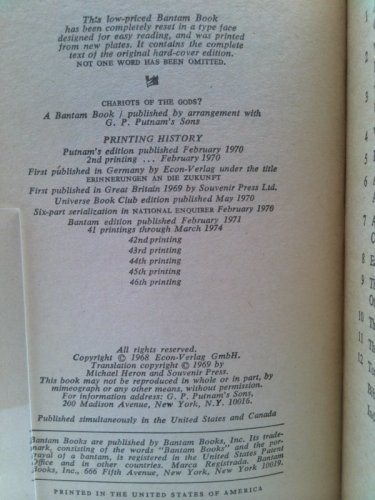 This low-priced Bantam Book
has been completely reset in a type face
designed for easy reading, and was printed
from new plates. It contains the complete
text of the original hard-cover edition.
NOT ONE WORD HAS BEEN OMITTED.
CHARIOTS OF THE GODS?
A Bantam Book / published by arrangement with
G. P. Putnam's Sons
PRINTING HISTORY
Putnam's edition published February 1970
2nd printing ... February 1970
First published in Germany by Econ-Verlag under the title
ERINNERUNGEN AN DIE ZUKUNFT
First published in Great Britain 1969 by Souvenir Press Ltd.
Universe Book Club edition published May 1970
Six-part serialization in NATIONAL ENQUIRER February 1970
Bantam edition published February 1971
41 printings through March 1974
42nd printing
43rd printing
44th printing
45th printing
46th printing
All rights reserved.
Copyright © 1968 Econ-Verlag GmbH.
Translation copyright © 1969 by
Michael Heron and Souvenir Press.
This book may not be reproduced in whole or in part, by
mimeograph or any other means, without permission.
For information address: G. P. Putnam's Sons,
200 Madison Avenue, New York, N.Y. 10016.
Published simultaneously in the United States and Canada
Bantam Books are published by Bantam Books, Inc. Its trade-
mark, consisting of the words "Bantam Books" and the por-
trayal of a bantam, is registered in the United States Patent
Office and in other countries. Marca Registrada. Bantam
Books, Inc., 666 Fifth Avenue, New York, New York 10019.
PRINTED IN THE UNITED STATES OF AMERICA
7
8
9
10
11
12